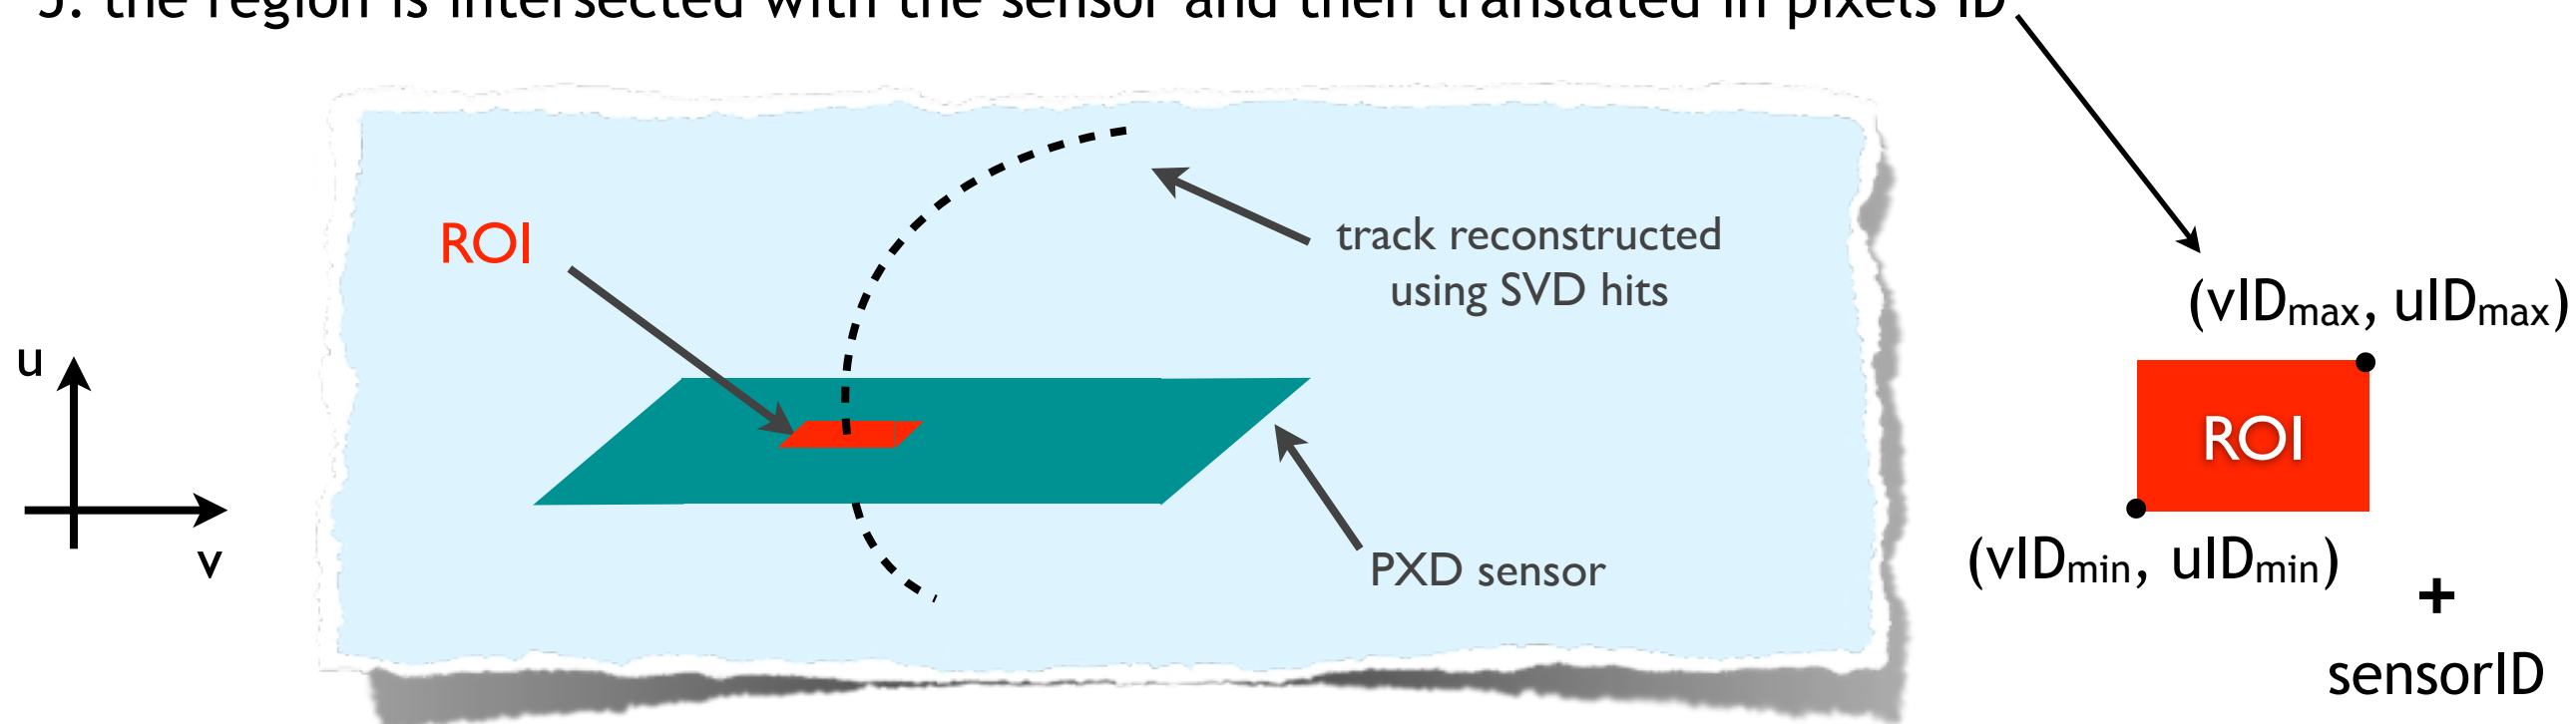 the region is intersected with the sensor and then translated in pixels ID
ROI
track reconstructed
using SVD hits
(vIDmax, uIDmax)
u
ROI
v
PXD sensor
(vIDmin, uIDmin)
+
sensorID